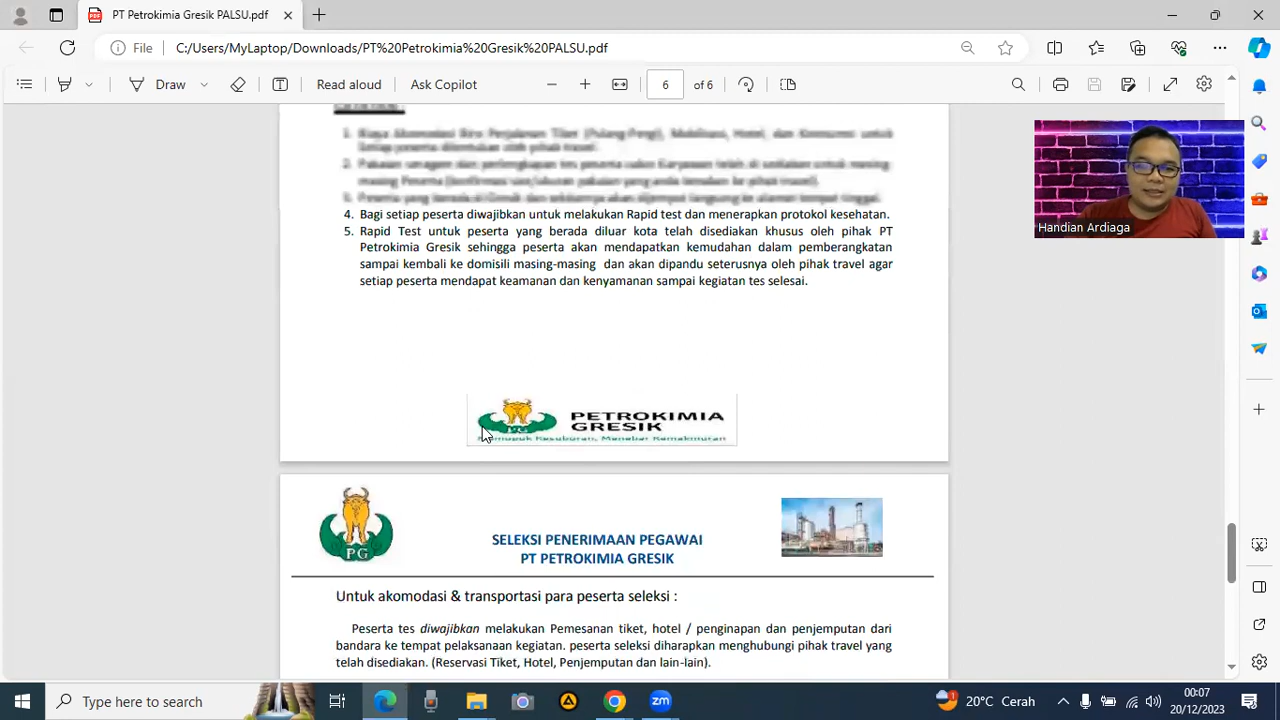 PT Petrokimia Gresik PALSU.pdf
File
C:/Users/MyLaptop/Downloads/PT%20Petrokimia%20Gresik%20PALSU.pdf
Draw
Read aloud
Ask Copilot
6
of 6
4. Bagi setiap peserta diwajibkan untuk melakukan Rapid test dan menerapkan protokol kesehatan.
5. Rapid Test untuk peserta yang berada diluar kota telah disediakan khusus oleh pihak PT
Petrokimia Gresik sehingga peserta akan mendapatkan kemudahan dalam pemberangkatan
sampai kembali ke domisili masing-masing dan akan dipandu seterusnya oleh pihak travel agar
setiap peserta mendapat keamanan dan kenyamanan sampai kegiatan tes selesai.
Handian Ardiaga
PETROKIMIA
GRESIK
PG
SELEKSI PENERIMAAN PEGAWAI
PT PETROKIMIA GRESIK
Untuk akomodasi & transportasi para peserta seleksi :
Peserta tes diwajibkan melakukan Pemesanan tiket, hotel / penginapan dan penjemputan dari
bandara ke tempat pelaksanaan kegiatan. peserta seleksi diharapkan menghubungi pihak travel yang
telah disediakan. (Reservasi Tiket, Hotel, Penjemputan dan lain-lain).
Type here to search
20°C Cerah
00:07
20/12/2023